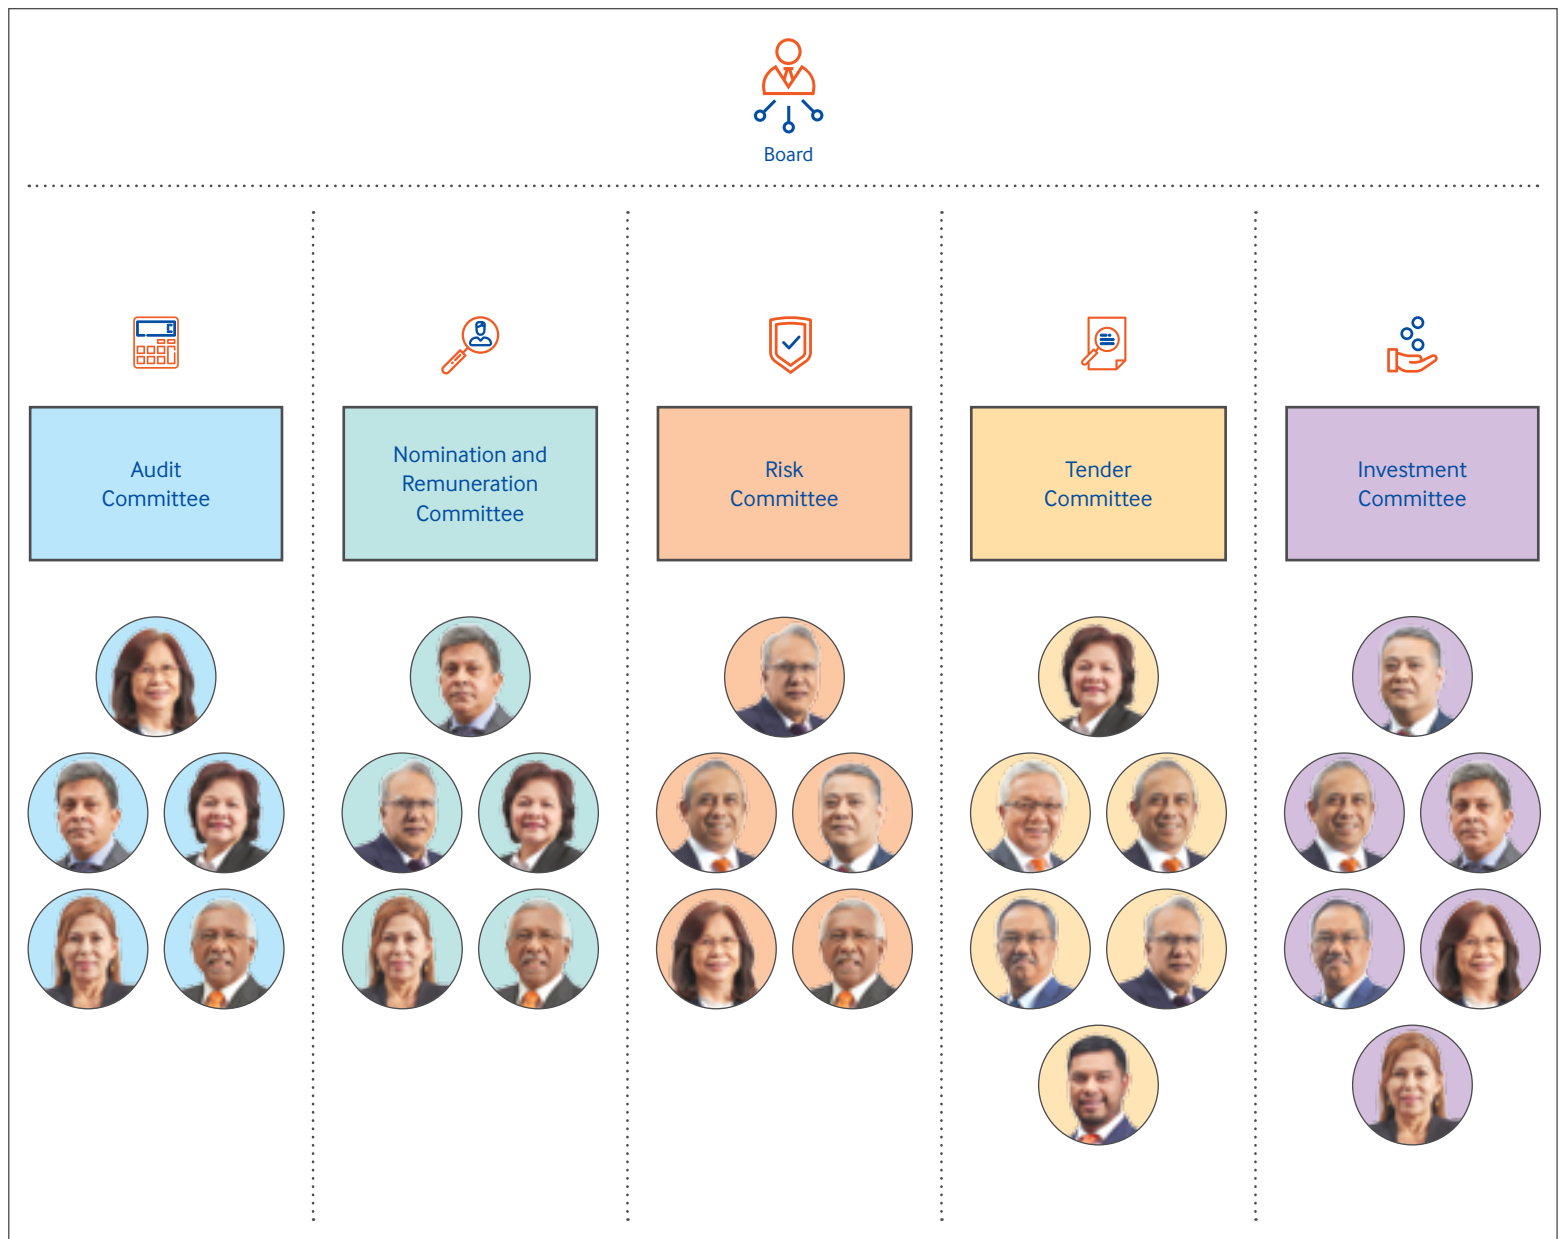 Board
Audit
Committee
Nomination and
Remuneration
Committee
Risk
Committee
Tender
Committee
Investment
Committee